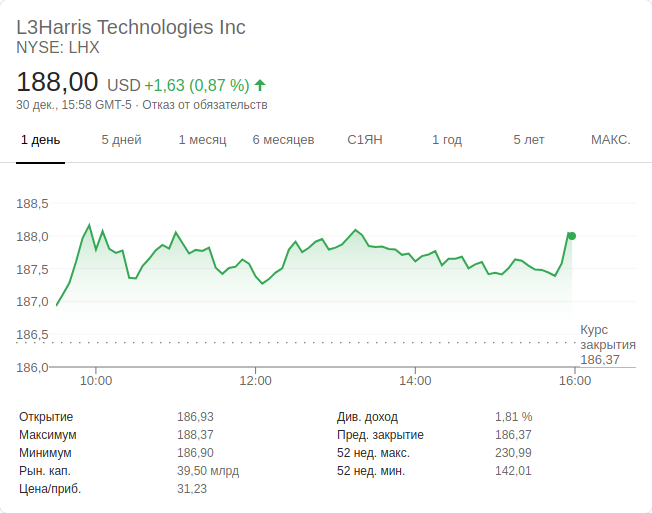 L3Harris Technologies Inc
NYSE: LHX
188,00 USD +1,63 (0,87 %)
30 дек., 15:58 GMT-5 · Отказ от обязательств
1 день 5 дней 1 месяц 6 месяцев С1ЯН 1 год 5 лет МАКС.
188,5
188,0
187,5
187,0
186,5
186,0
Курс
закрытия
186,37
10:00 12:00 14:00 16:00
Открытие 186,93 Див. доход 1,81 %
Максимум 188,37 Пред. закрытие 186,37
Минимум 186,90 52 нед. макс. 230,99
Рын. кап. 39,50 млрд 52 нед. мин. 142,01
Цена/приб. 31,23